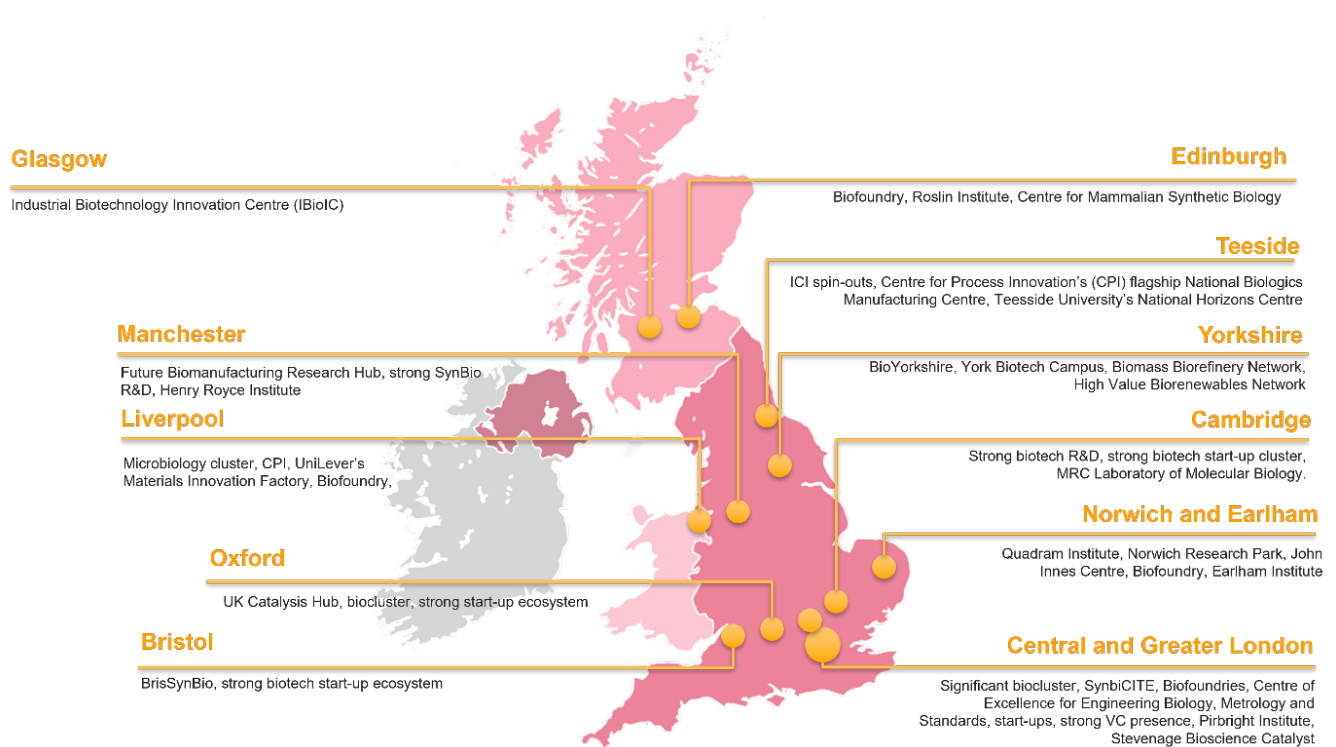 Glasgow
Industrial Biotechnology Innovation Centre (IBioIC)
Edinburgh
Biofoundry, Roslin Institute, Centre for Mammalian Synthetic Biology
Teeside
ICI spin-outs, Centre for Process Innovation's (CPI) flagship National Biologics
Manufacturing Centre, Teesside University's National Horizons Centre
Manchester
Future Biomanufacturing Research Hub, strong SynBio
R&D, Henry Royce Institute
Yorkshire
BioYorkshire, York Biotech Campus, Biomass Biorefinery Network,
High Value Biorenewables Network
Liverpool
Microbiology cluster, CPI, UniLever's
Materials Innovation Factory, Biofoundry,
Cambridge
Strong biotech R&D, strong biotech start-up cluster,
MRC Laboratory of Molecular Biology.
Norwich and Earlham
Quadram Institute, Norwich Research Park, John
Innes Centre, Biofoundry, Earlham Institute
Oxford
UK Catalysis Hub, biocluster, strong start-up ecosystem
Bristol
BrisSynBio, strong biotech start-up ecosystem
Central and Greater London
Significant biocluster, SynbiCITE, Biofoundries, Centre of
Excellence for Engineering Biology, Metrology and
Standards, start-ups, strong VC presence, Pirbright Institute,
Stevenage Bioscience Catalyst